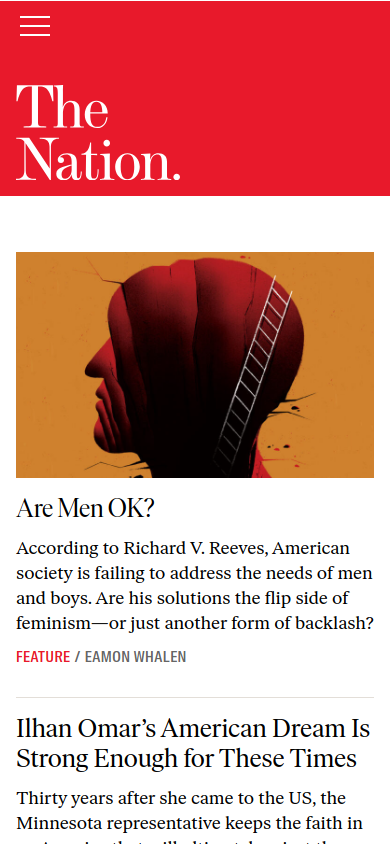 The
Nation.
Are Men OK?
According to Richard V. Reeves, American
society is failing to address the needs of men
and boys. Are his solutions the flip side of
feminism—or just another form of backlash?
FEATURE / EAMON WHALEN
Ilhan Omar’s American Dream Is
Strong Enough for These Times
Thirty years after she came to the US, the
Minnesota representative keeps the faith in